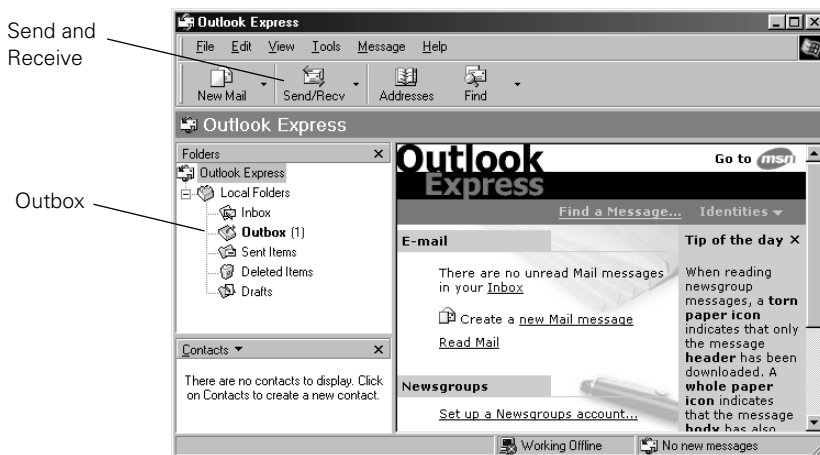 Send and
Receive
Outbox
Outlook Express
File Edit View Tools Message Help
New Mail Send/Recv Addresses Find
Outlook Express
Folders
Outlook Express
Local Folders
Inbox
Outbox (1)
Sent Items
Deleted Items
Drafts
Contacts
There are no contacts to display. Click
on Contacts to create a new contact.
Outlook
Express
Go to msn
Find a Message... Identities
E-mail
There are no unread Mail messages
in your Inbox
Create a new Mail message
Read Mail
Newsgroups
Set up a Newsgroups account...
Tip of the day
When reading
newsgroup
messages, a torn
paper icon
indicates that only
the message
header has been
downloaded. A
whole paper
icon indicates
that the message
body has also
Working Offline No new messages